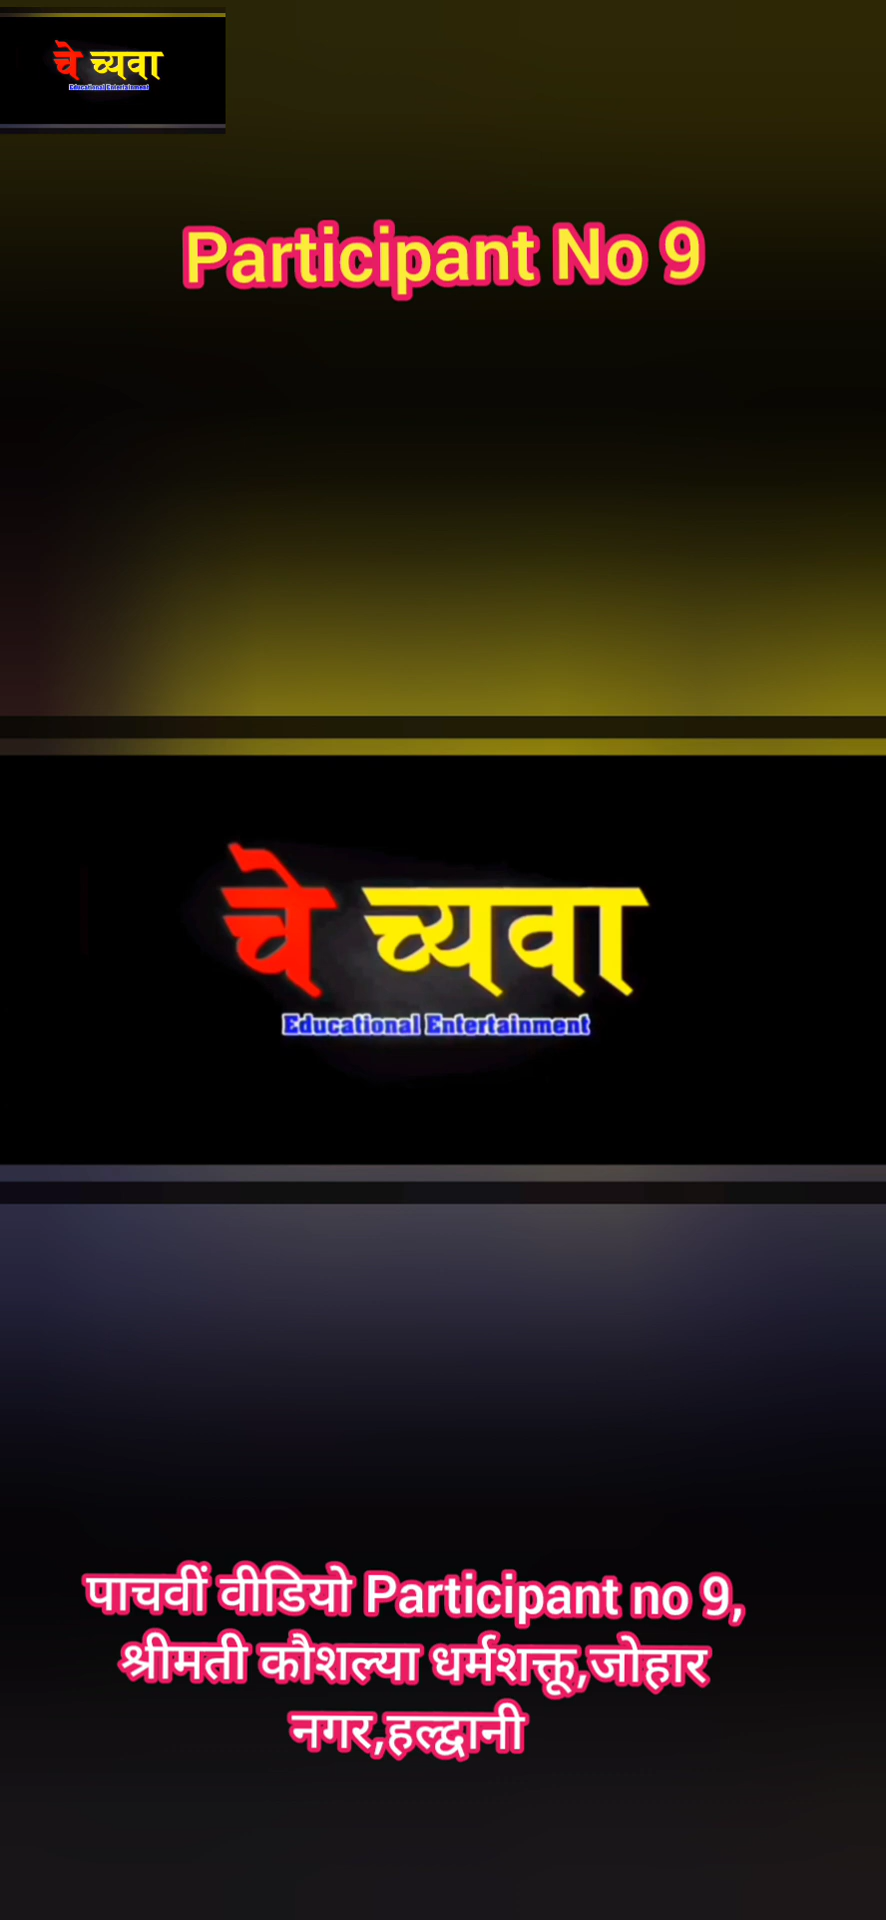 चे च्यवा
Educational Entertainment
Participant No 9
चे च्यवा
Educational Entertainment
पाचवीं वीडियो Participant no 9,
श्रीमती कौशल्या धर्मशक्तू,जोहार
नगर,हल्द्वानी